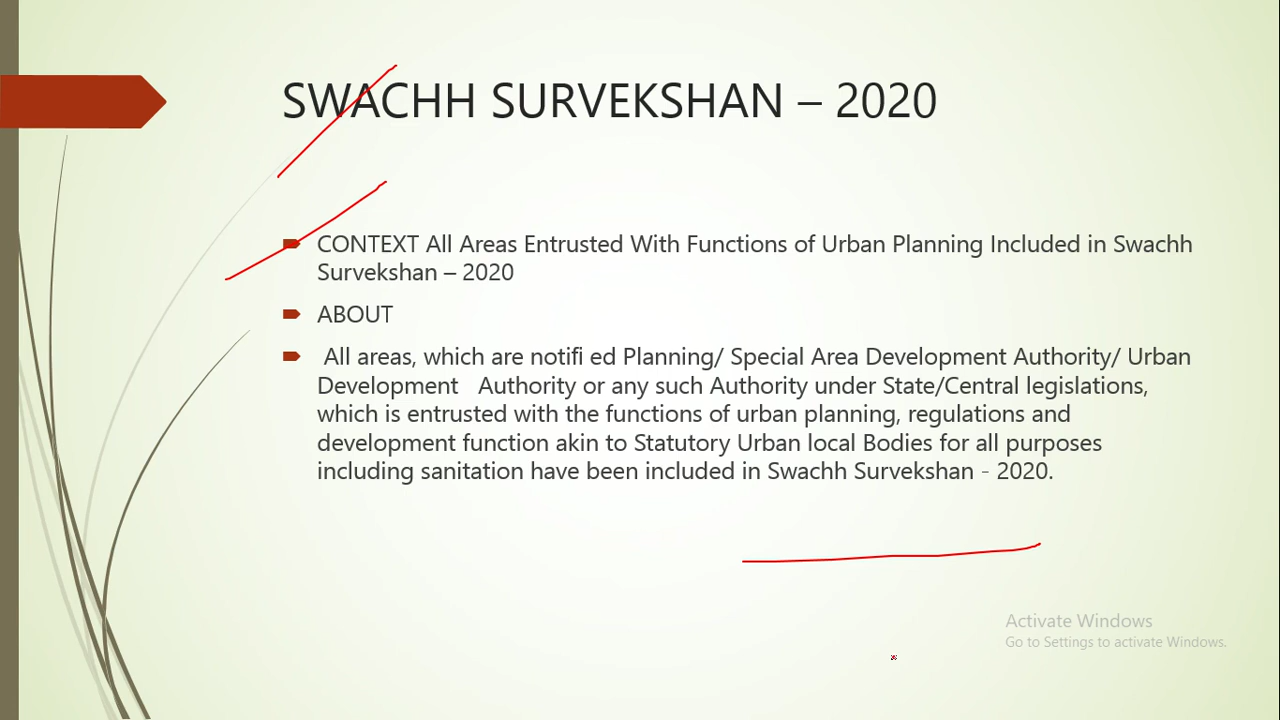 SWACHH SURVEKSHAN – 2020
CONTEXT All Areas Entrusted With Functions of Urban Planning Included in Swachh
Survekshan – 2020
ABOUT
All areas, which are notifi ed Planning/ Special Area Development Authority/ Urban
Development   Authority or any such Authority under State/Central legislations,
which is entrusted with the functions of urban planning, regulations and
development function akin to Statutory Urban local Bodies for all purposes
including sanitation have been included in Swachh Survekshan - 2020.
Activate Windows
Go to Settings to activate Windows.